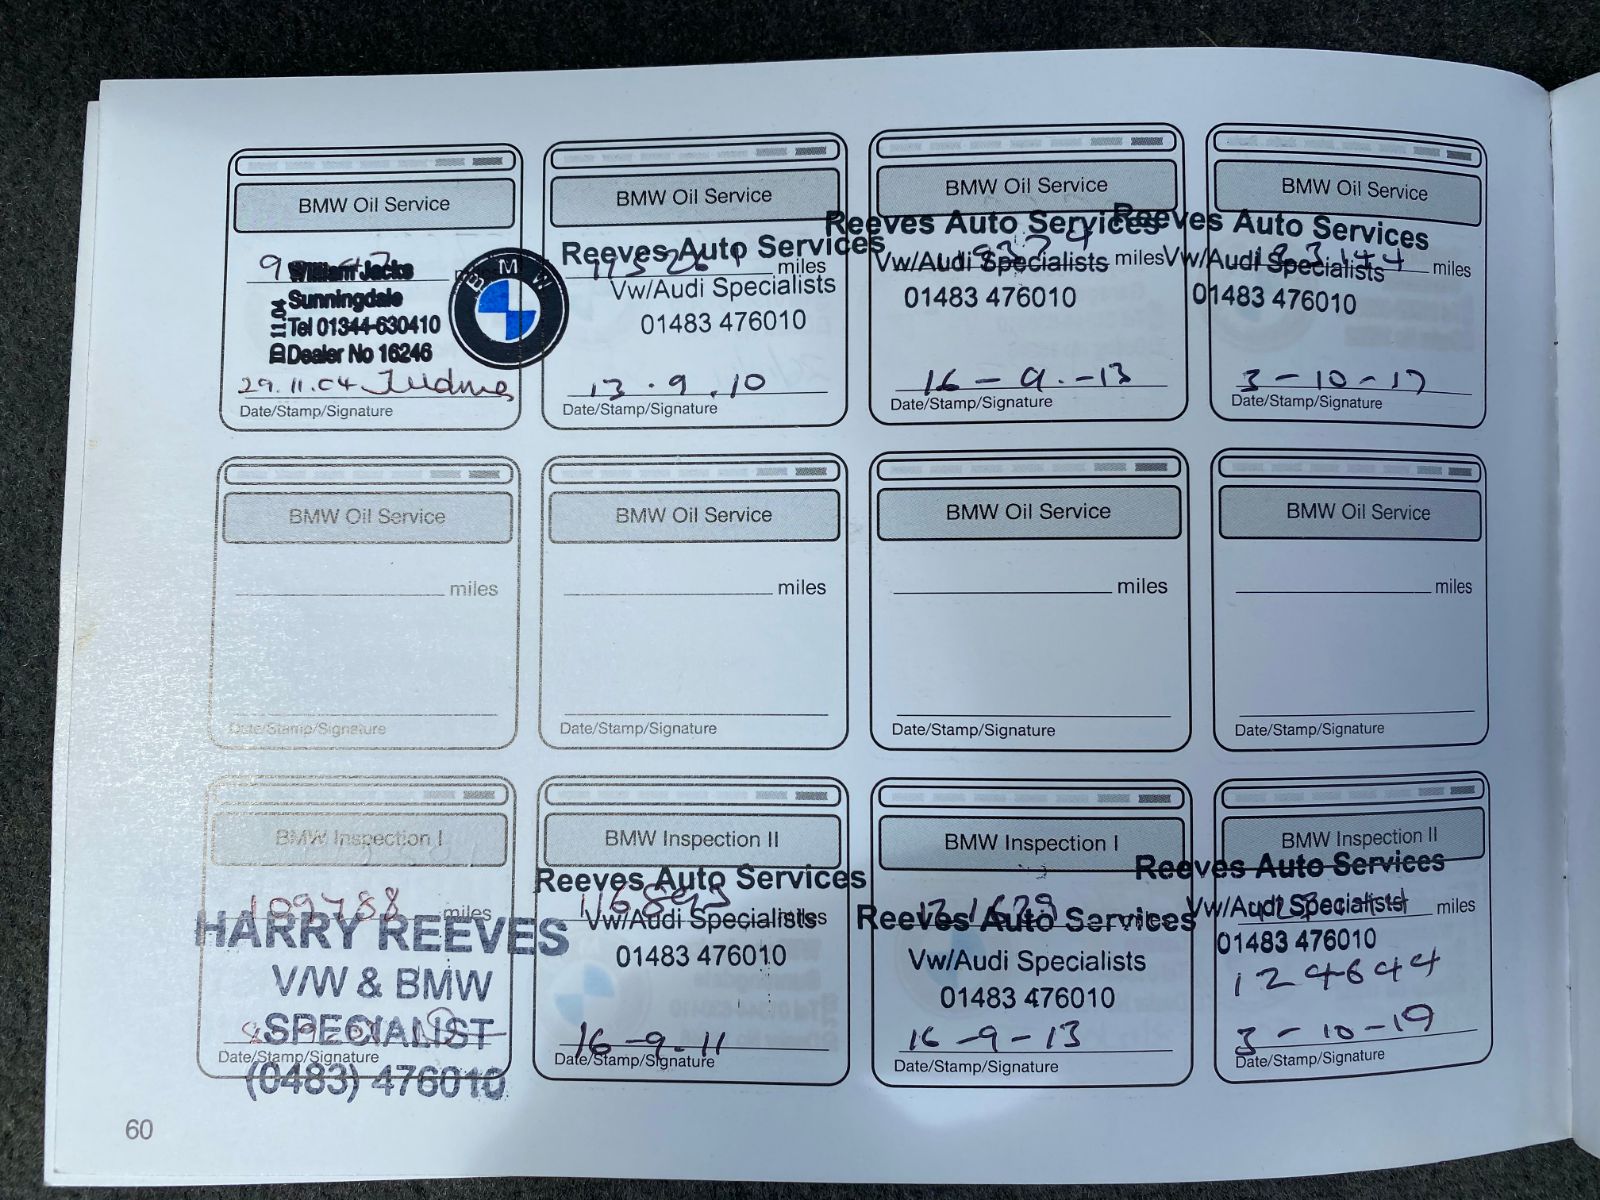 BMW Oil Service
William Jacks
miles
Sunningdale
Tel 01344-630410
Dealer No 16246
29.11.04
Date/Stamp/Signature
BMW
BMW Oil Service
Reeves Auto Services
miles
Vw/Audi Specialists
01483 476010
13.9.10
Date/Stamp/Signature
BMW Oil Service
Reeves Auto Services
Vw/Audi Specialists miles
01483 476010
16-9.-13
Date/Stamp/Signature
BMW Oil Service
Reeves Auto Services
Vw/Audi Specialists miles
01483 476010
3-10-17
Date/Stamp/Signature
BMW Oil Service
miles
Date/Stamp/Signature
BMW Oil Service
miles
Date/Stamp/Signature
BMW Oil Service
miles
Date/Stamp/Signature
BMW Oil Service
miles
Date/Stamp/Signature
BMW Inspection I
109788 miles
HARRY REEVES
V/W & BMW
SPECIALIST
Date/Stamp/Signature
(0483) 476010
BMW Inspection II
Reeves Auto Services
116893 miles
Vw/Audi Specialists
01483 476010
16-9-11
Date/Stamp/Signature
BMW Inspection I
121629 miles
Reeves Auto Services
Vw/Audi Specialists
01483 476010
16-9-13
Date/Stamp/Signature
BMW Inspection II
Reeves Auto Services
Vw/Audi Specialists miles
01483 476010
124644
3-10-19
Date/Stamp/Signature
60